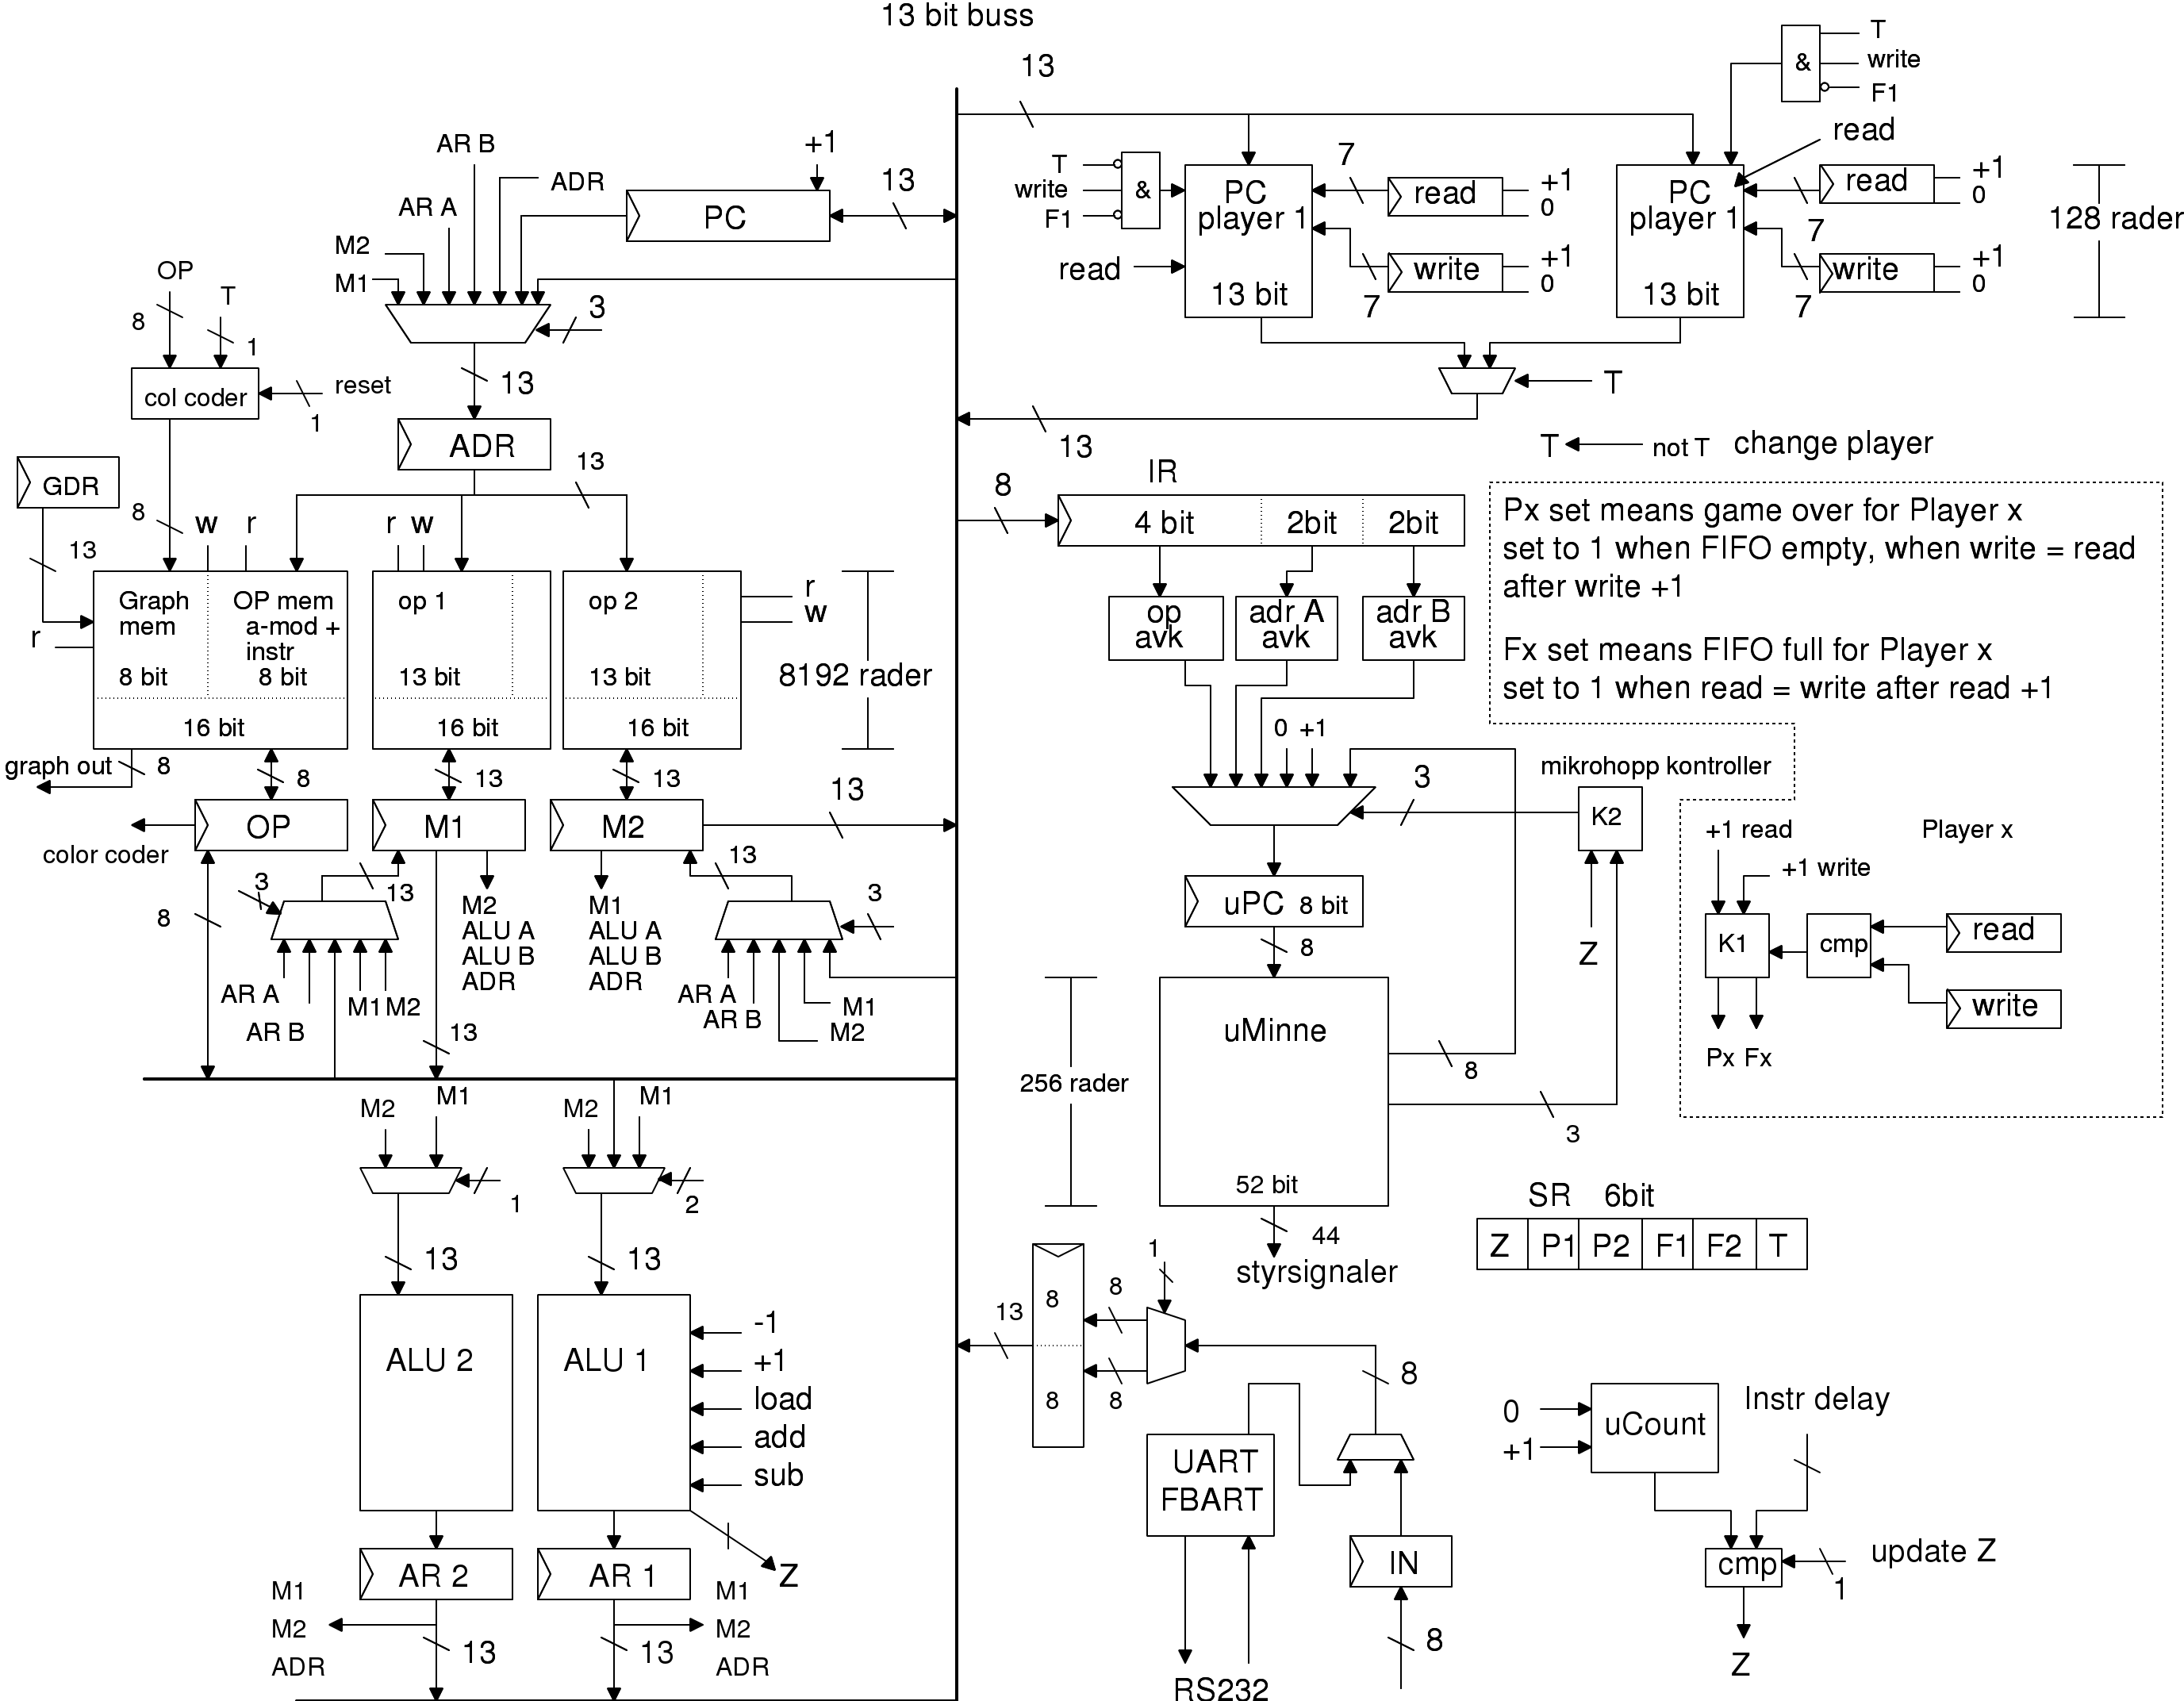 13 bit buss
13
T
write
F1
&
read
AR B
+1
ADR
13
AR A
PC
M2
M1
3
OP
T
8
1
col coder
reset
1
13
ADR
13
GDR
8
w
r
r
w
13
r
Graph
mem
8 bit
OP mem
a-mod +
instr
8 bit
16 bit
op 1
13 bit
16 bit
op 2
13 bit
16 bit
r
w
8192 rader
graph out
8
8
13
13
13
OP
M1
M2
color coder
3
13
13
3
8
M2
ALU A
ALU B
ADR
M1
ALU A
ALU B
ADR
AR A
AR B
M1
M2
AR A
AR B
M1
M2
13
M2
M1
M2
M1
1
2
13
13
ALU 2
ALU 1
-1
+1
load
add
sub
AR 2
AR 1
Z
M1
M2
ADR
M1
M2
ADR
13
13
T
write
F1
&
read
PC
player 1
13 bit
7
read
+1
0
write
+1
0
7
PC
player 1
13 bit
read
+1
0
7
write
+1
0
7
128 rader
T
13
T
not T
change player
8
IR
4 bit
2bit
2bit
op
avk
adr A
avk
adr B
avk
0
+1
3
mikrohopp kontroller
K2
Z
uPC
8 bit
8
uMinne
52 bit
256 rader
8
3
44
styrsignaler
Px set means game over for Player x
set to 1 when FIFO empty, when write = read
after write +1
Fx set means FIFO full for Player x
set to 1 when read = write after read +1
+1 read
Player x
+1 write
K1
cmp
read
write
Px
Fx
SR
6bit
Z
P1
P2
F1
F2
T
13
8
8
8
8
1
8
UART
FBART
IN
RS232
8
0
+1
uCount
Instr delay
cmp
update Z
1
Z